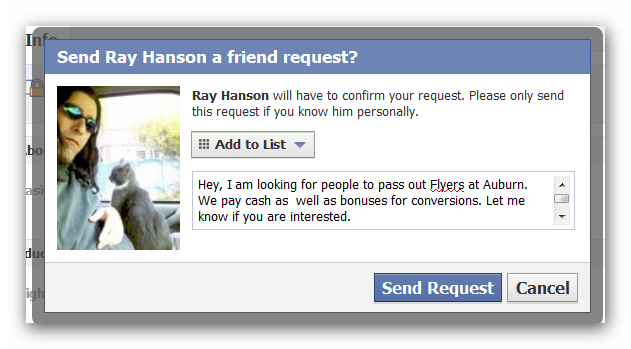 Info
Send Ray Hanson a friend request?
Ray Hanson will have to confirm your request. Please only send
this request if you know him personally.
Add to List
Hey, I am looking for people to pass out Flyers at Auburn.
We pay cash as  well as bonuses for conversions. Let me
know if you are interested.
Send Request
Cancel